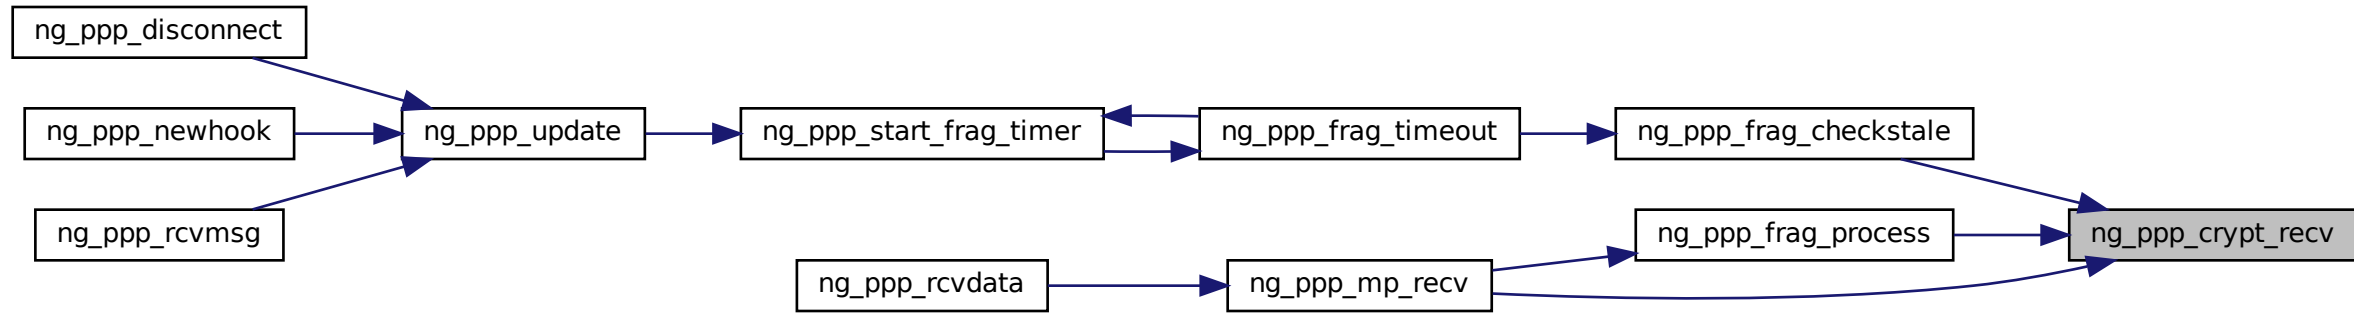 ng_ppp_disconnect
ng_ppp_newhook
ng_ppp_update
ng_ppp_start_frag_timer
ng_ppp_frag_timeout
ng_ppp_frag_checkstale
ng_ppp_rcvmsg
ng_ppp_frag_process
ng_ppp_crypt_recv
ng_ppp_rcvdata
ng_ppp_mp_recv